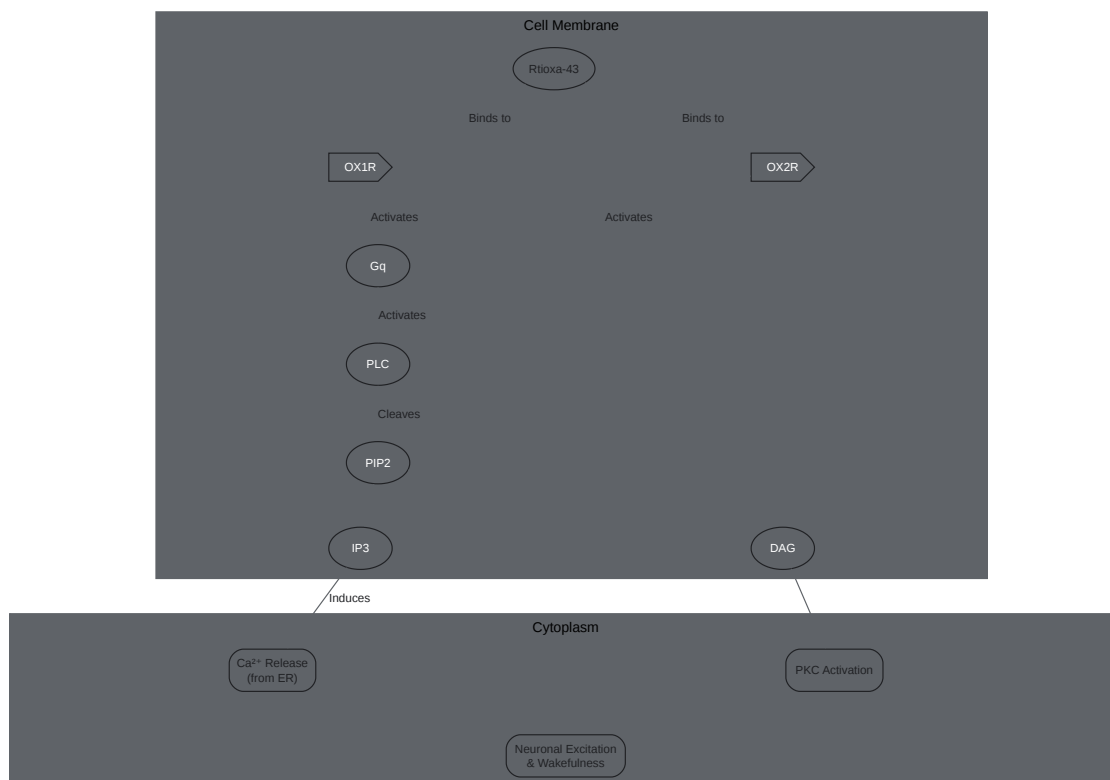 Cell Membrane
Rtioxa-43
Binds to
Binds to
OX1R
OX2R
Activates
Activates
Gq
Activates
PLC
Cleaves
PIP2
IP3
DAG
Induces
Cytoplasm
Ca²⁺ Release
(from ER)
PKC Activation
Neuronal Excitation
& Wakefulness